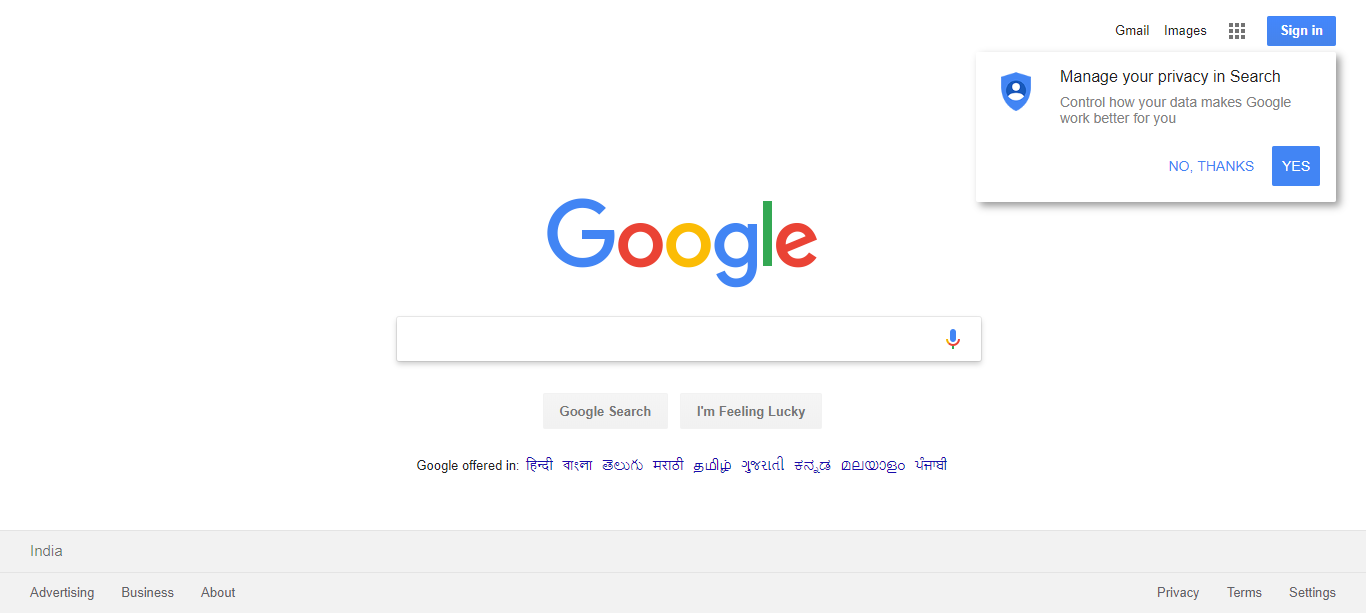 Gmail Images Sign in
Manage your privacy in Search
Control how your data makes Google
work better for you
NO, THANKS YES
Google
Google Search I'm Feeling Lucky
Google offered in: हिन्दी বাংলা తెలుగు मराठी தமிழ் ગુજરાતી ಕನ್ನಡ മലയാളം ਪੰਜਾਬੀ
India
Advertising Business About Privacy Terms Settings